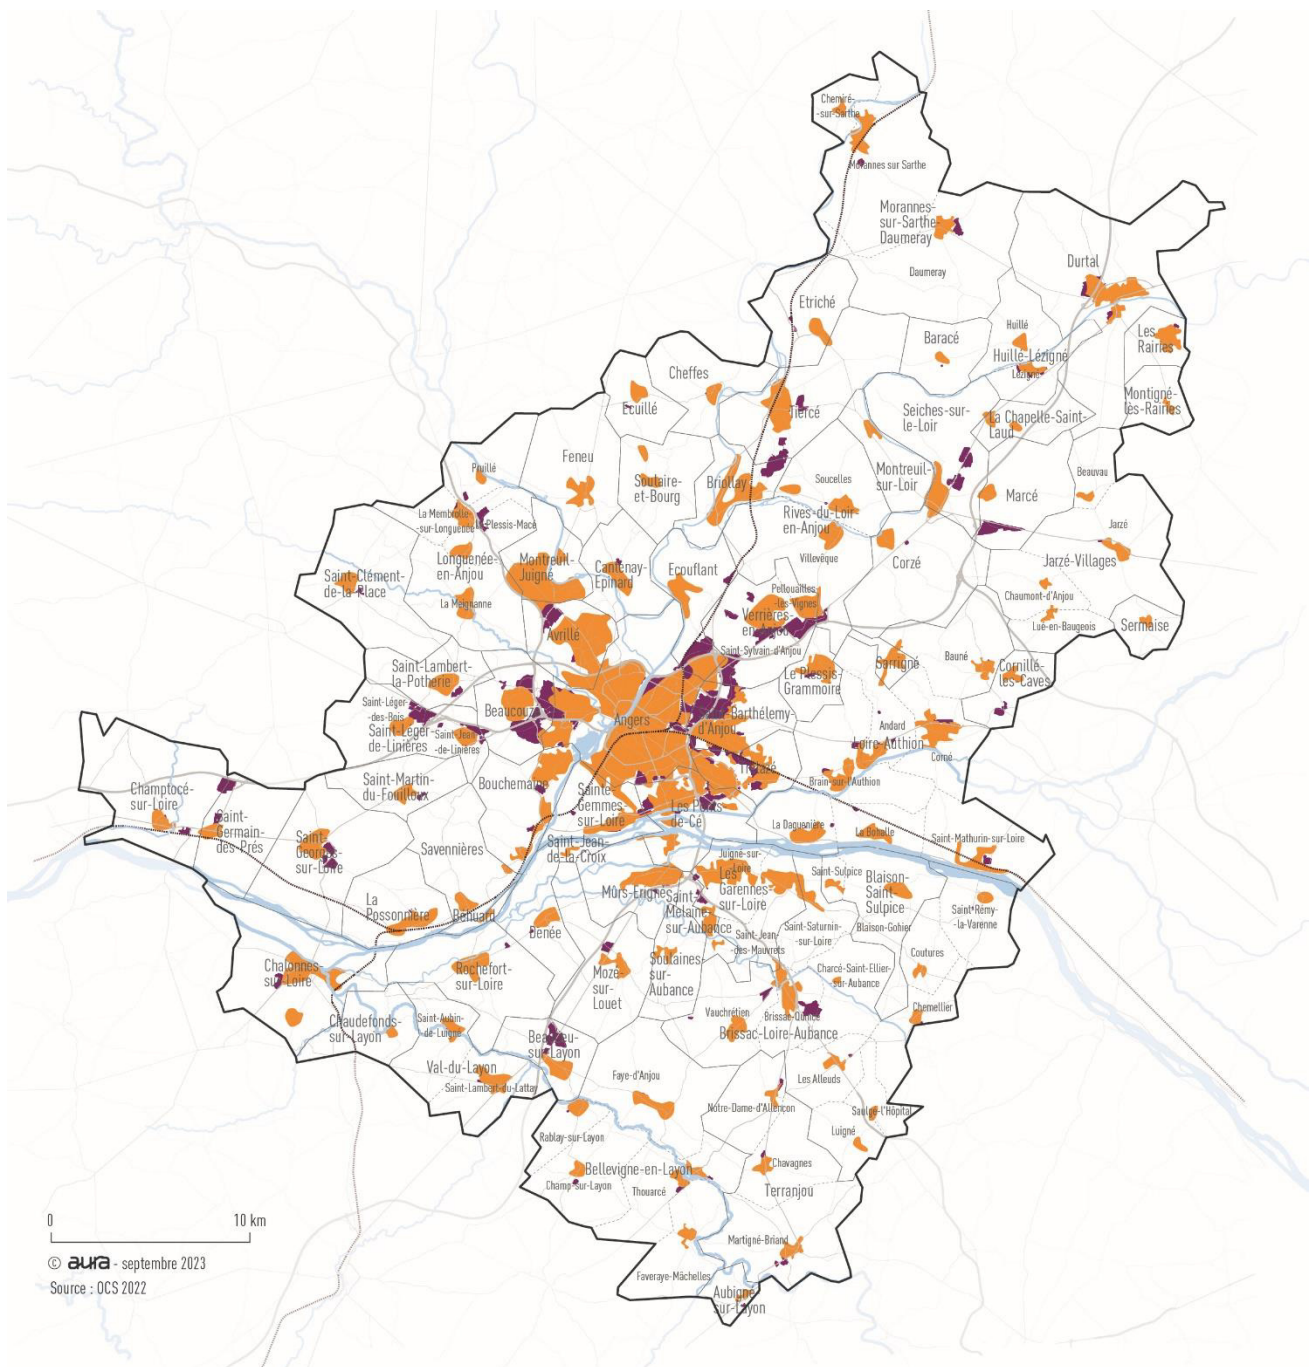 Chemiré-
-sur-Sarthe
Morannes sur Sarthe
Morannes-
sur-Sarthe-
Daumeray
Daumeray
Durtal
Etriché
Baracé
Huillé
Huillé-Lézigné
Lézigné
Les
Rairies
Montigné-
lès-Rairies
Cheffes
Ecuillé
Tiercé
Seiches-sur-
le-Loir
La Chapelle-Saint-
Laud
Feneu
Pruillé
Soulaire-
et-Bourg
Briollay
Soucelles
Montreuil-
sur-Loir
Marcé
Beauvau
La Membrolle
-sur-Longuenée
Le Plessis-Macé
Rives-du-Loir
en-Anjou
Villevêque
Corzé
Jarzé
Jarzé-Villages
Longuenée-
en-Anjou
Montreuil-
Juigné
Cantenay-
Epinard
Ecouflant
Saint-Clément-
de-la-Place
La Meignanne
Pellouailles
-les-Vignes
Verrières-
en-Anjou
Chaumont-d'Anjou
Lué-en-Baugeois
Sermaise
Avrillé
Saint-Sylvain-d'Anjou
Saint-Lambert-
la-Potherie
Le Plessis-
Grammoire
Sarrigné
Bauné
Cornillé-
les-Caves
Saint-Léger
-des-Bois
Saint-Léger-
de-Linières
Saint-Jean
-de-Linières
Beaucouzé
Angers
Saint-Barthélemy-
d'Anjou
Andard
Loire-Authion
Corné
Trélazé
Brain-sur-l'Authion
Bouchemaine
Saint-Martin-
du-Fouilloux
Champtocé-
sur-Loire
Saint-
Germain-
des-Prés
Saint-
Georges-
sur-Loire
Savennières
Sainte-
Gemmes-
sur-Loire
Les Ponts-
de-Cé
La Daguenière
La Bohalle
Saint-Mathurin-sur-Loire
Saint-Jean-
de-la-Croix
Juigné-sur-
Loire
Mûrs-Erigné
Les
Garennes-
sur-Loire
Saint-Sulpice
Blaison-
Saint-
Sulpice
Blaison-Gohier
Saint-Rémy
-la-Varenne
La
Possonnière
Béhuard
Denée
Saint-
Melaine-
sur-Aubance
Saint-Jean-
des-Mauvrets
Saint-Saturnin
-sur-Loire
Coutures
Chalonnes-
sur-Loire
Rochefort-
sur-Loire
Mozé-
sur-Louet
Soulaines-
sur-
Aubance
Charcé-Saint-Ellier-
sur-Aubance
Chemellier
Chaudefonds-
sur-Layon
Saint-Aubin-
de-Luigné
Beaulieu-
sur-Layon
Vauchrétien
Brissac-Quincé
Brissac-Loire-Aubance
Val-du-Layon
Saint-Lambert-du-Lattay
Faye-d'Anjou
Les Alleuds
Notre-Dame-d'Allençon
Saulgé-l'Hôpital
Luigné
Rablay-sur-Layon
Bellevigne-en-Layon
Champ-sur-Layon
Thouarcé
Chavagnes
Terranjou
Martigné-Briand
Faveraye-Mâchelles
Aubigné-
sur-Layon
0 10 km
© aura - septembre 2023
Source : OCS 2022